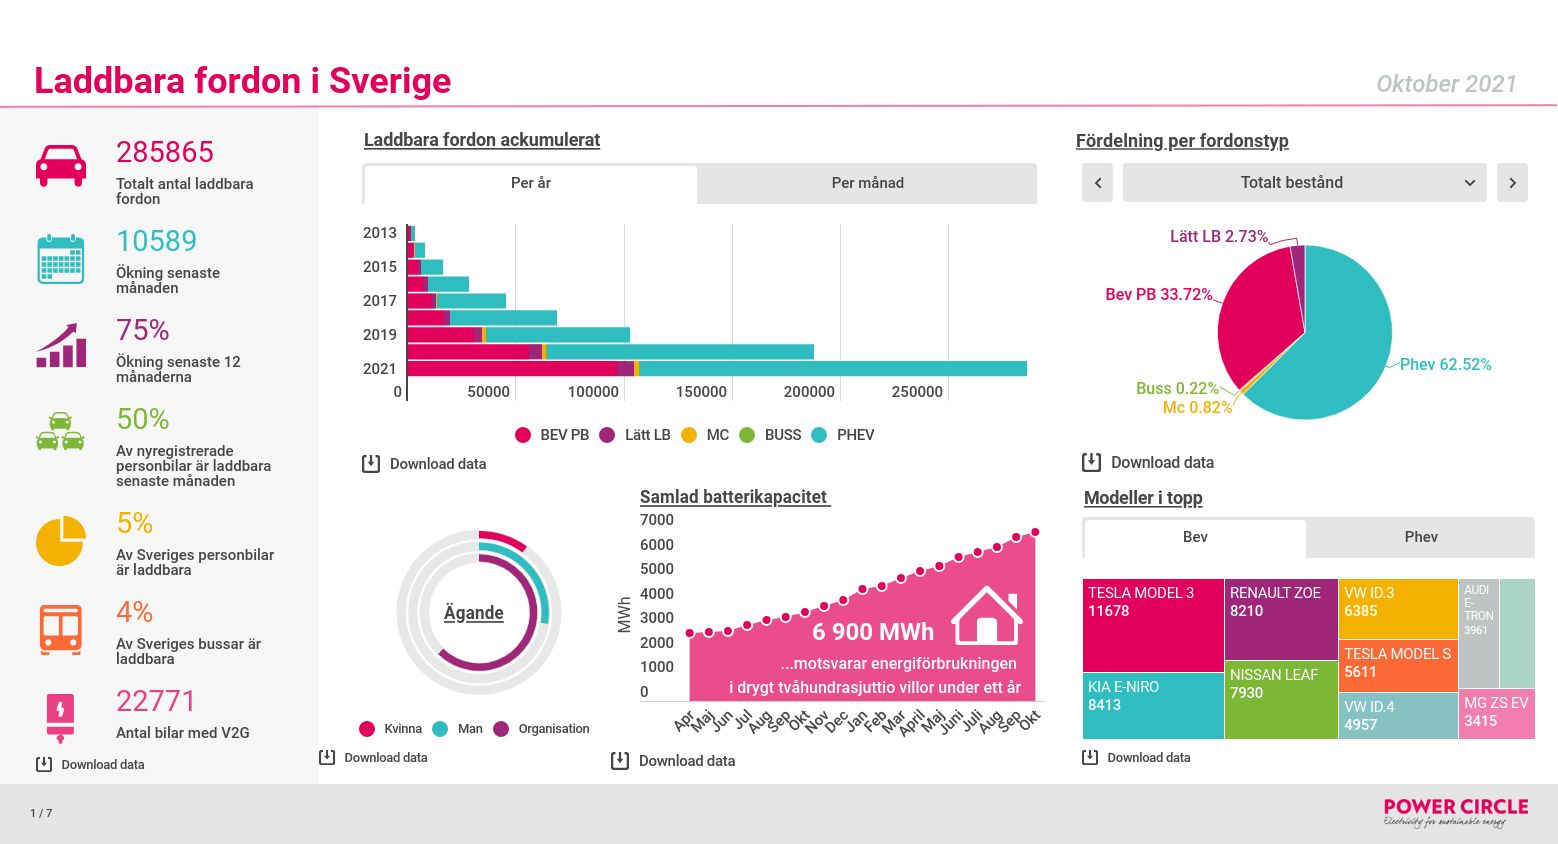 Laddbara fordon i Sverige
Oktober 2021
285865
Totalt antal laddbara
fordon
10589
Ökning senaste
månaden
75%
Ökning senaste 12
månaderna
50%
Av nyregistrerade
personbilar är laddbara
senaste månaden
5%
Av Sveriges personbilar
är laddbara
4%
Av Sveriges bussar är
laddbara
22771
Antal bilar med V2G
Download data
Laddbara fordon ackumulerat
Per år
Per månad
2013
2015
2017
2019
2021
0 50000 100000 150000 200000 250000
BEV PB Lätt LB MC BUSS PHEV
Download data
Ägande
Kvinna Man Organisation
Download data
Samlad batterikapacitet
7000
6000
5000
4000
3000
2000
1000
0
MWh
6 900 MWh
...motsvarar energiförbrukningen
i drygt tvåhundrasjuttio villor under ett år
Apr Maj Jun Jul Aug Sep Okt Nov Dec Jan Feb Mar April Maj Juni Juli Aug Sep Okt
Download data
Fördelning per fordonstyp
Totalt bestånd
Lätt LB 2.73%
Bev PB 33.72%
Phev 62.52%
Buss 0.22%
Mc 0.82%
Download data
Modeller i topp
Bev
Phev
TESLA MODEL 3
11678
KIA E-NIRO
8413
RENAULT ZOE
8210
NISSAN LEAF
7930
VW ID.3
6385
TESLA MODEL S
5611
VW ID.4
4957
AUDI
E-
TRON
3961
MG ZS EV
3415
Download data
1 / 7
POWER CIRCLE
Electricity for sustainable energy